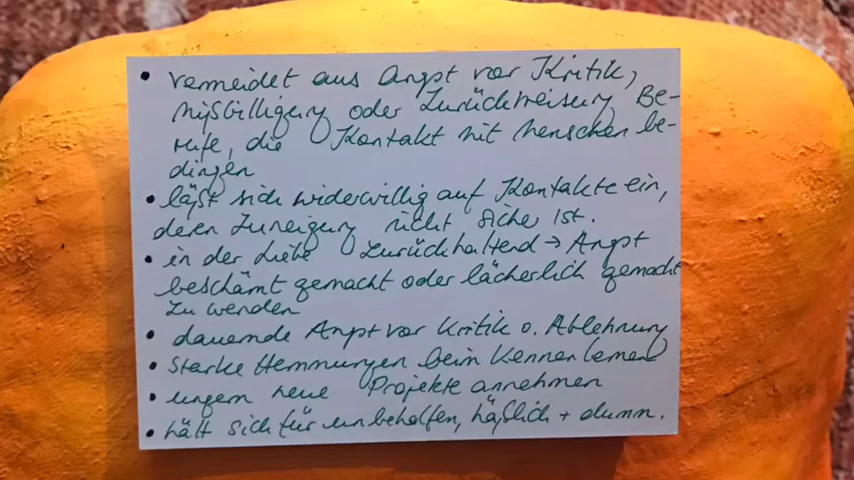 • vermeidet aus Angst vor Kritik,
Mißbilligung oder Zurückweisung Be-
rufe, die Kontakt mit Menschen be-
dingen
• läßt sich widerwillig auf Kontakte ein,
deren Zuneigung nicht sicher ist.
• in der Liebe zurückhaltend → Angst
beschämt gemacht oder lächerlich gemacht
zu werden
• dauernde Angst vor Kritik o. Ablehnung
• starke Hemmungen beim Kennenlernen
• ungern neue Projekte annehmen
• hält sich für unbeholfen, häßlich + dumm.